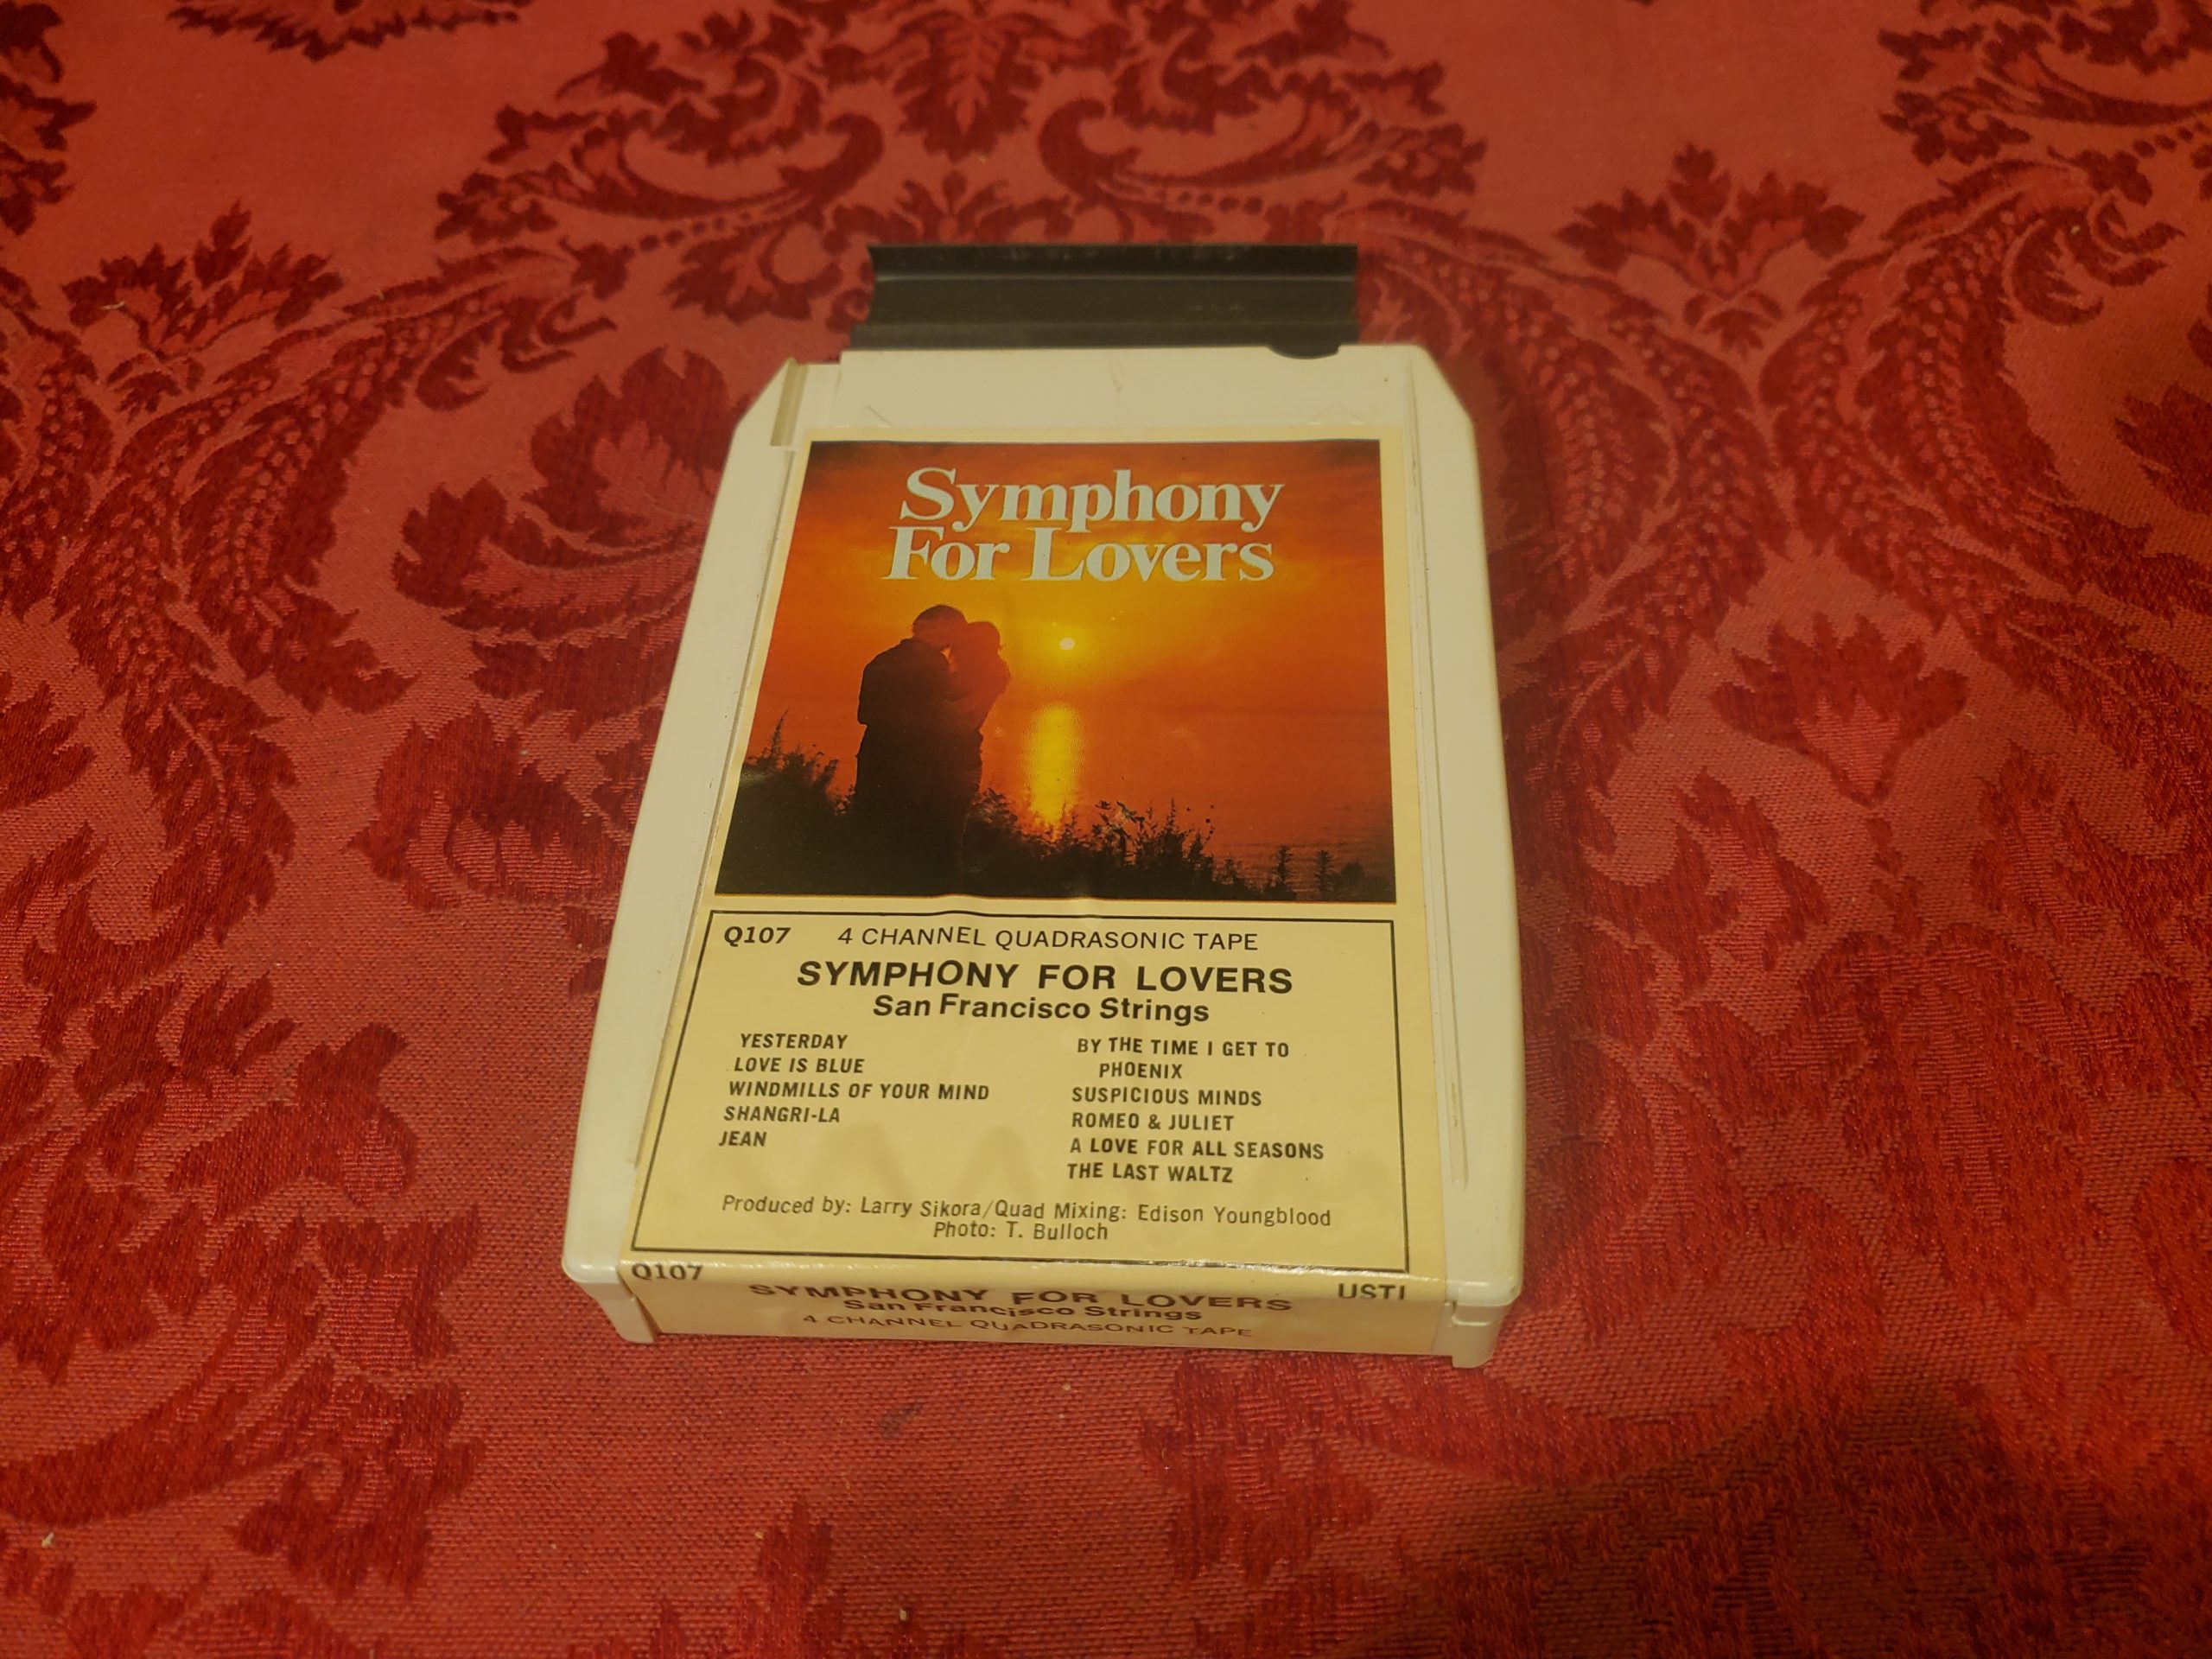 Symphony
For Lovers
Q107 4 CHANNEL QUADRASONIC TAPE
SYMPHONY FOR LOVERS
San Francisco Strings
YESTERDAY
LOVE IS BLUE
WINDMILLS OF YOUR MIND
SHANGRI-LA
JEAN
BY THE TIME I GET TO
PHOENIX
SUSPICIOUS MINDS
ROMEO & JULIET
A LOVE FOR ALL SEASONS
THE LAST WALTZ
Produced by: Larry Sikora/Quad Mixing: Edison Youngblood
Photo: T. Bulloch
Q107 USTI
SYMPHONY FOR LOVERS
San Francisco Strings
4 CHANNEL QUADRASONIC TAPE